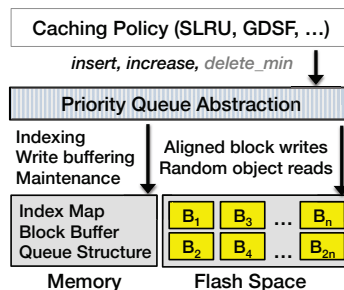 Caching Policy (SLRU, GDSF, ...)
insert, increase, delete_min
Priority Queue Abstraction
Indexing
Write buffering
Maintenance
Aligned block writes
Random object reads
Index Map
Block Buffer
Queue Structure
B1 B3 ... Bn
B2 B4 ... B2n
Memory
Flash Space